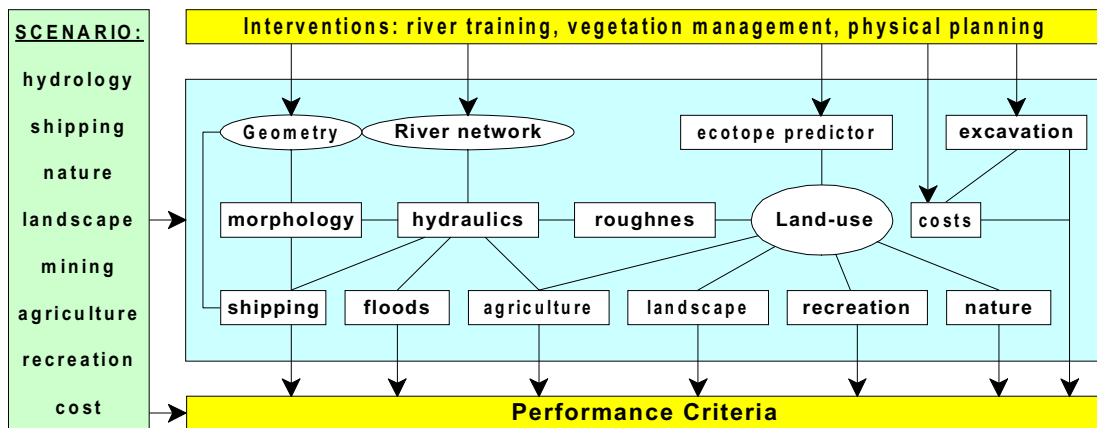 SCENARIO:
hydrology
shipping
nature
landscape
mining
agriculture
recreation
cost
Interventions: river training, vegetation management, physical planning
Geometry
River network
ecotope predictor
excavation
morphology
hydraulics
roughnes
Land-use
costs
shipping
floods
agriculture
landscape
recreation
nature
Performance Criteria